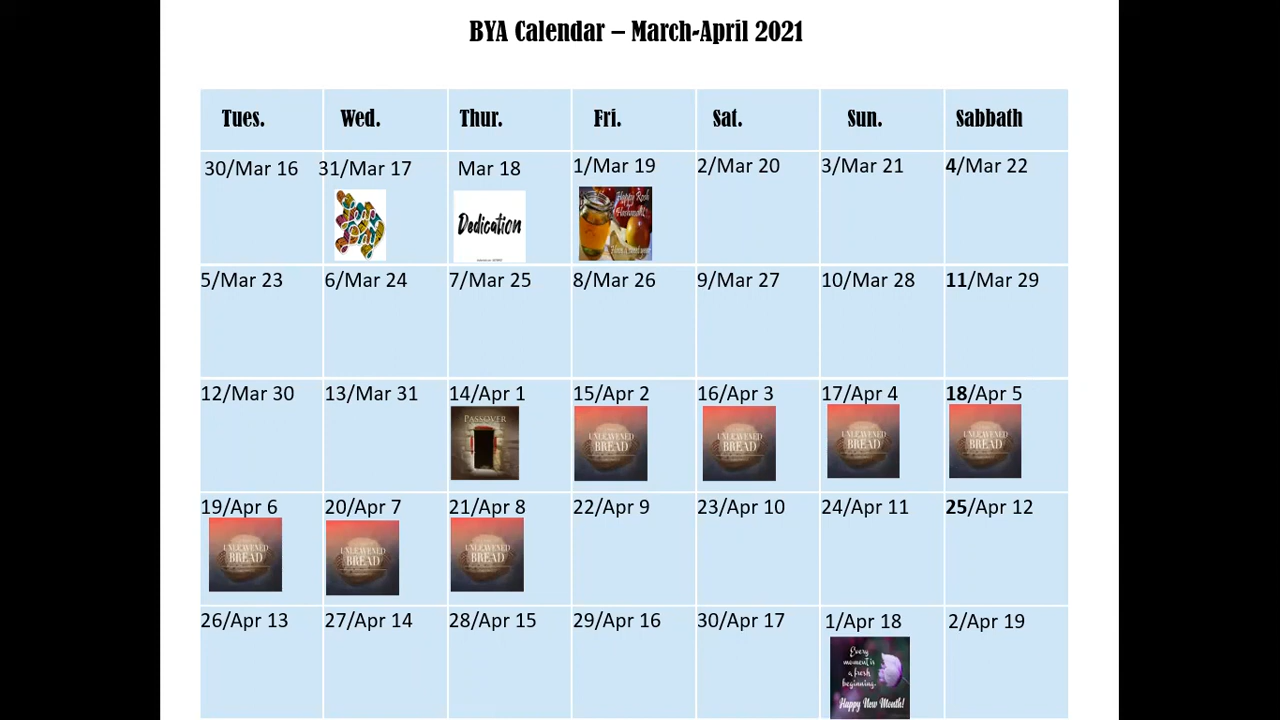 BYA Calendar – March-April 2021
Tues. Wed. Thur. Fri. Sat. Sun. Sabbath
30/Mar 16 31/Mar 17 Mar 18 1/Mar 19 2/Mar 20 3/Mar 21 4/Mar 22
Dedication
Happy Rosh
Hashanah!
5/Mar 23 6/Mar 24 7/Mar 25 8/Mar 26 9/Mar 27 10/Mar 28 11/Mar 29
12/Mar 30 13/Mar 31 14/Apr 1 15/Apr 2 16/Apr 3 17/Apr 4 18/Apr 5
PASSOVER
UNLEAVENED
BREAD
UNLEAVENED
BREAD
UNLEAVENED
BREAD
UNLEAVENED
BREAD
19/Apr 6 20/Apr 7 21/Apr 8 22/Apr 9 23/Apr 10 24/Apr 11 25/Apr 12
UNLEAVENED
BREAD
UNLEAVENED
BREAD
UNLEAVENED
BREAD
26/Apr 13 27/Apr 14 28/Apr 15 29/Apr 16 30/Apr 17 1/Apr 18 2/Apr 19
Every
moment is
a fresh
beginning.
Happy New Month!